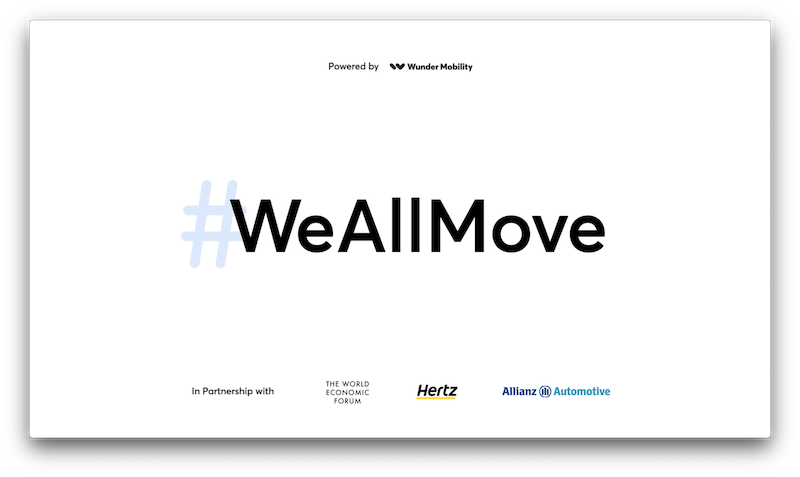 Powered by Wunder Mobility
#WeAllMove
In Partnership with
THE WORLD
ECONOMIC
FORUM
Hertz
Allianz Automotive